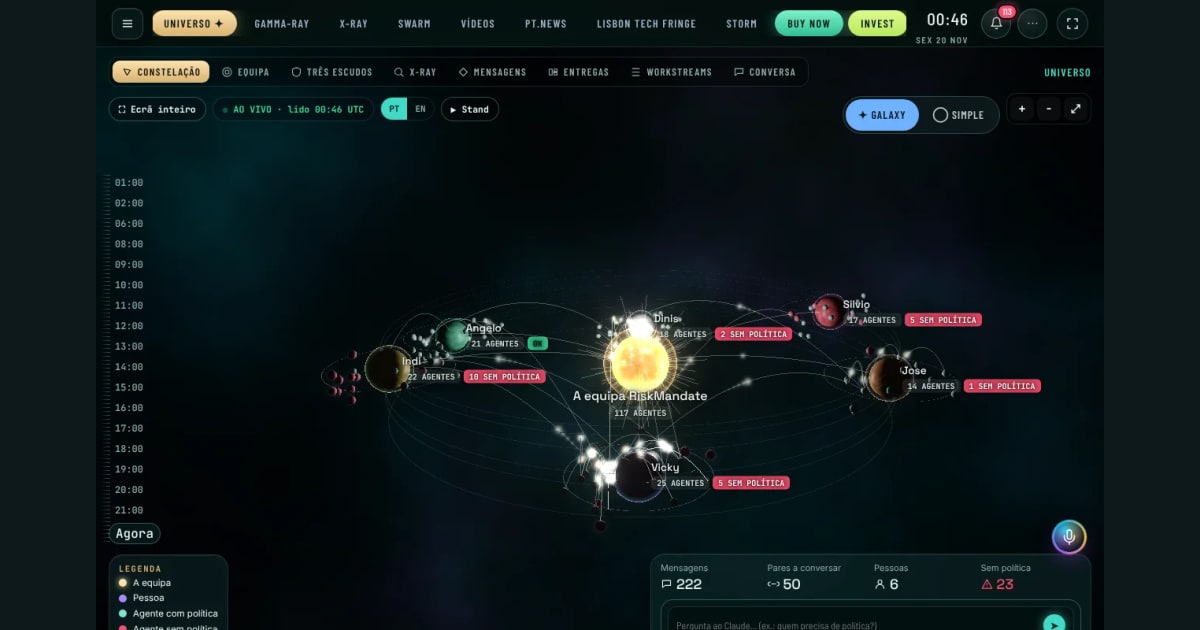 UNIVERSO ✦ GAMMA-RAY X-RAY SWARM VÍDEOS PT.NEWS LISBON TECH FRINGE STORM BUY NOW INVEST 00:46 113 ...
SEX 20 NOV
CONSTELAÇÃO EQUIPA TRÊS ESCUDOS X-RAY MENSAGENS ENTREGAS WORKSTREAMS CONVERSA UNIVERSO
Ecrã inteiro AO VIVO · lido 00:46 UTC PT EN ▶ Stand ✦ GALAXY SIMPLE + -
01:00
02:00
06:00
08:00
09:00
10:00
11:00
12:00
13:00
14:00
15:00
16:00
17:00
18:00
19:00
20:00
21:00
Agora
Silvio
17 AGENTES 5 SEM POLÍTICA
Dinis
18 AGENTES 2 SEM POLÍTICA
Angelo
21 AGENTES OK
Indi
22 AGENTES 10 SEM POLÍTICA
Jose
14 AGENTES 1 SEM POLÍTICA
A equipa RiskMandate
117 AGENTES
Vicky
25 AGENTES 5 SEM POLÍTICA
LEGENDA
A equipa
Pessoa
Agente com política
Agente sem política
Mensagens Pares a conversar Pessoas Sem política
222 50 6 23
Pergunta ao Claude... (ex.: quem precisa de política?)